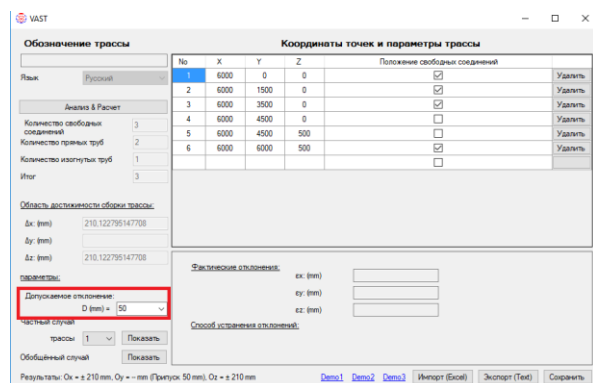 VAST
Обозначение трассы
Координаты точек и параметры трассы
No X Y Z Положение свободных соединений
1 6000 0 0 Удалить
2 6000 1500 0 Удалить
3 6000 3500 0 Удалить
4 6000 4500 0 Удалить
5 6000 4500 500 Удалить
6 6000 6000 500 Удалить
Язык Русский
Анализ & Расчет
Количество свободных
соединений 3
Количество прямых труб 2
Количество изогнутых труб 1
Итог 3
Область достижимости сборки
трассы:
Δx: (mm) 210,122795147708
Δy: (mm)
Δz: (mm) 210,122795147708
параметры:
Допускаемое отклонение:
D (mm) = 50
Частный случай
трассы 1 Показать
Обобщённый случай Показать
Фактические отклонения:
εx: (mm)
εy: (mm)
εz: (mm)
Способ устранения отклонений:
Результаты: Ox = ± 210 mm, Oy = ~ mm (Припуск 50 mm), Oz = ± 210 mm
Demo1 Demo2 Demo3 Импорт (Excel) Экспорт (Text) Сохранить